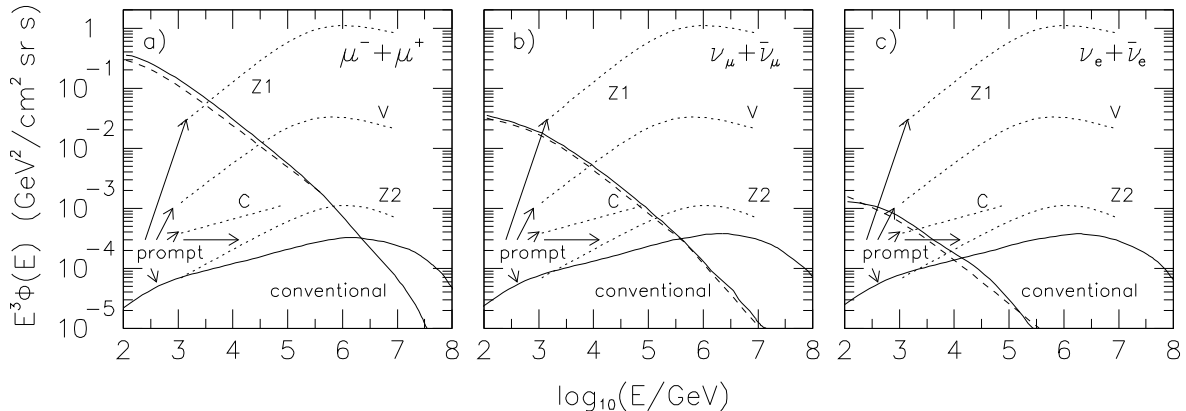 E³Φ(E) (GeV²/cm² sr s)
1
10⁻¹
10⁻²
10⁻³
10⁻⁴
10⁻⁵
a)
μ⁻+μ⁺
Z1
V
C
Z2
prompt
conventional
2 3 4 5 6 7 8
b)
ν_μ+ν̄_μ
Z1
V
C
Z2
prompt
conventional
2 3 4 5 6 7 8
c)
ν_e+ν̄_e
Z1
V
C
Z2
prompt
conventional
2 3 4 5 6 7 8
log₁₀(E/GeV)